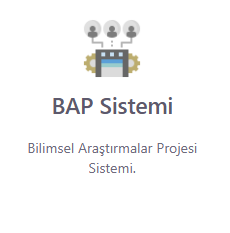 BAP Sistemi
Bilimsel Araştırmalar Projesi
Sistemi.